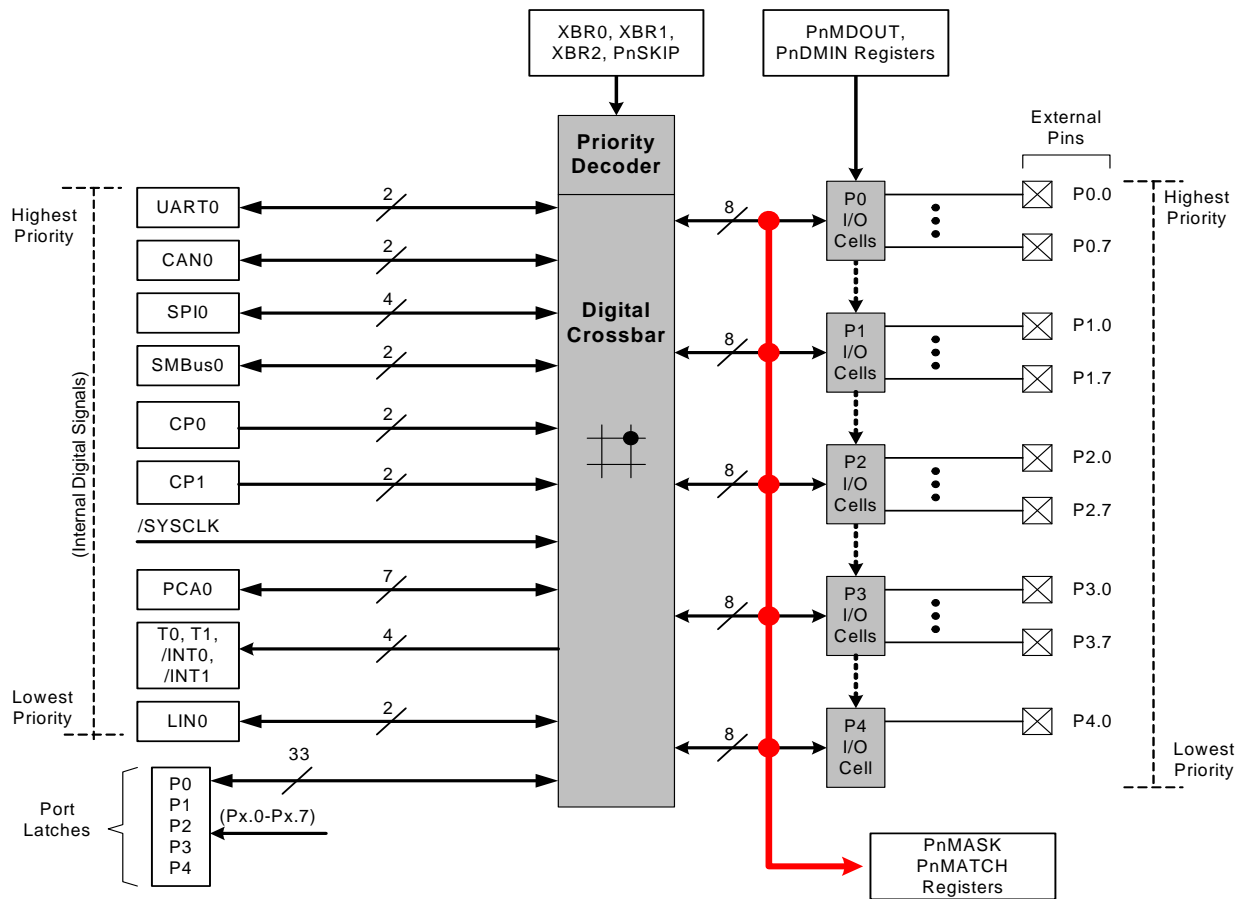 XBR0, XBR1,
XBR2, PnSKIP
PnMDOUT,
PnDMIN Registers
External
Pins
Priority
Decoder
Digital
Crossbar
Highest
Priority
(Internal Digital Signals)
Lowest
Priority
UART0
2
CAN0
2
SPI0
4
SMBus0
2
CP0
2
CP1
2
/SYSCLK
PCA0
7
T0, T1,
/INT0,
/INT1
4
LIN0
2
Port
Latches
P0
P1
P2
P3
P4
33
(Px.0-Px.7)
8
P0
I/O
Cells
P0.0
P0.7
8
P1
I/O
Cells
P1.0
P1.7
8
P2
I/O
Cells
P2.0
P2.7
8
P3
I/O
Cells
P3.0
P3.7
8
P4
I/O
Cell
P4.0
Highest
Priority
Lowest
Priority
PnMASK
PnMATCH
Registers